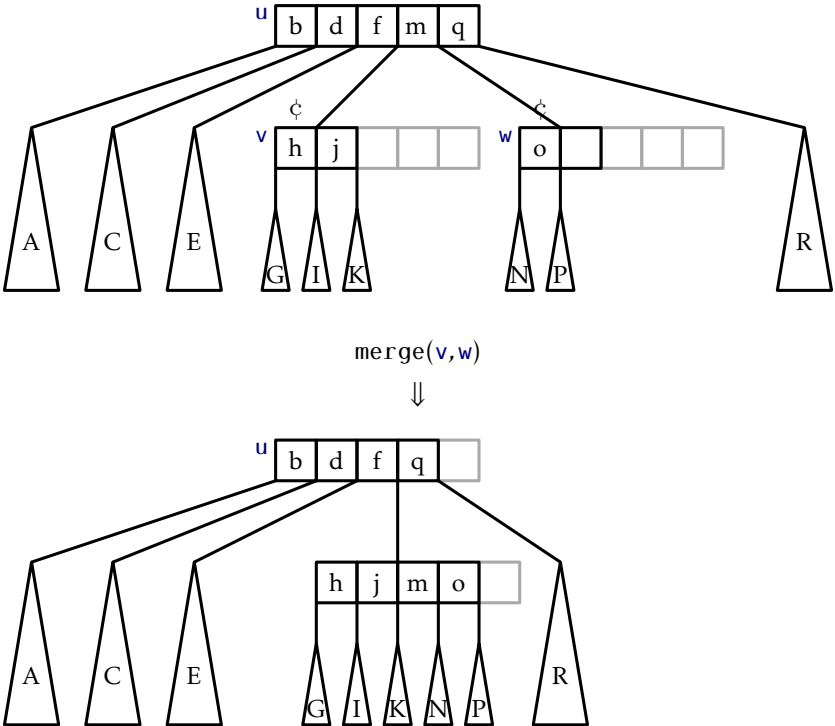 u b d f m q
¢ ¢
v h j w o
A C E G I K N P R
merge(v,w)
⇓
u b d f q
h j m o
A C E G I K N P R